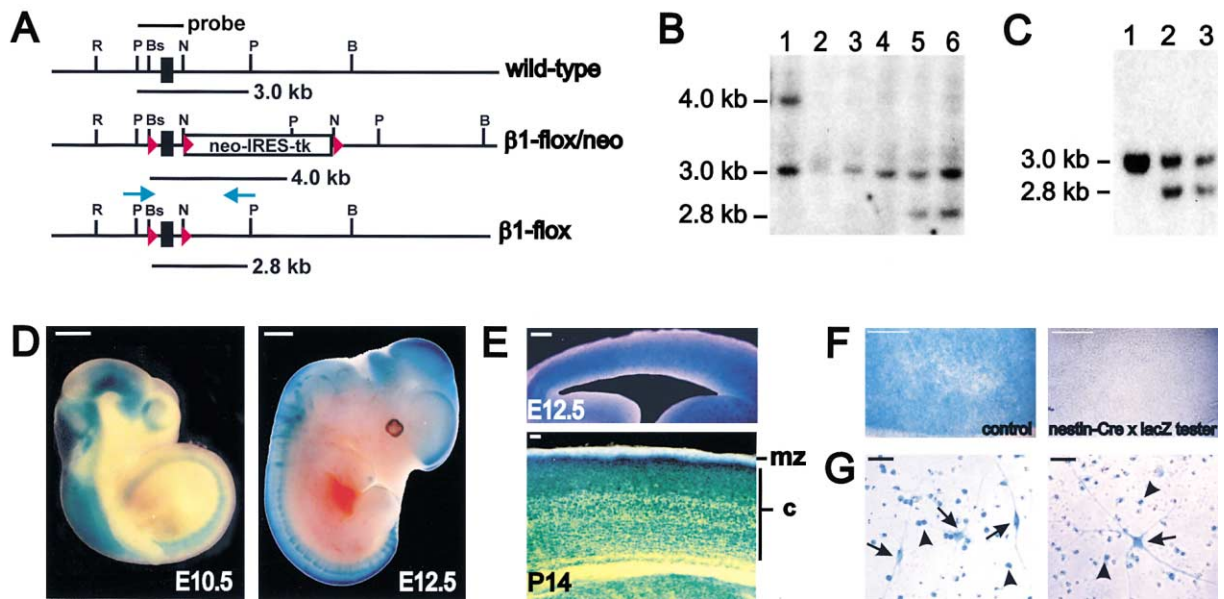 A
probe
R P Bs N P B
wild-type
3.0 kb
R P Bs N P N P B
neo-IRES-tk
β1-flox/neo
4.0 kb
R P Bs N P B
β1-flox
2.8 kb
B
1 2 3 4 5 6
4.0 kb –
3.0 kb –
2.8 kb –
C
1 2 3
3.0 kb –
2.8 kb –
D
E10.5
E12.5
E
E12.5
mz
c
P14
F
control
nestin-Cre x lacZ tester
G